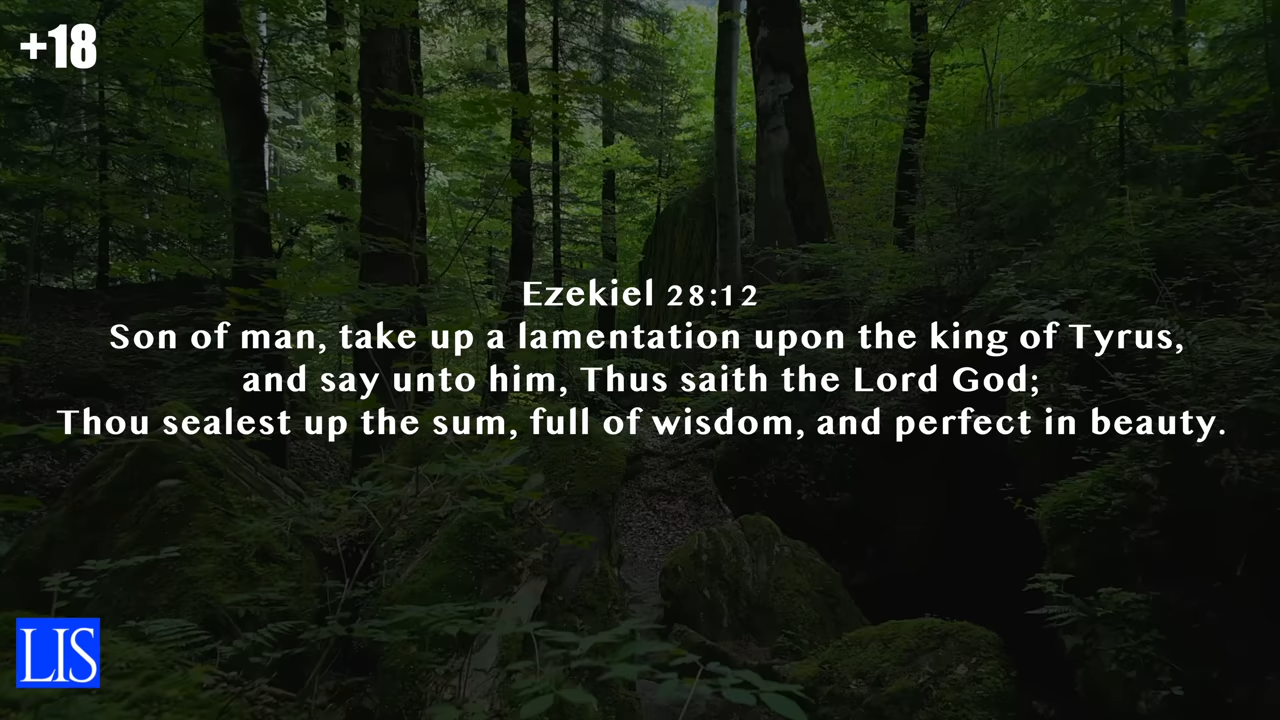 +18
Ezekiel 28:12
Son of man, take up a lamentation upon the king of Tyrus,
and say unto him, Thus saith the Lord God;
Thou sealest up the sum, full of wisdom, and perfect in beauty.
LIS